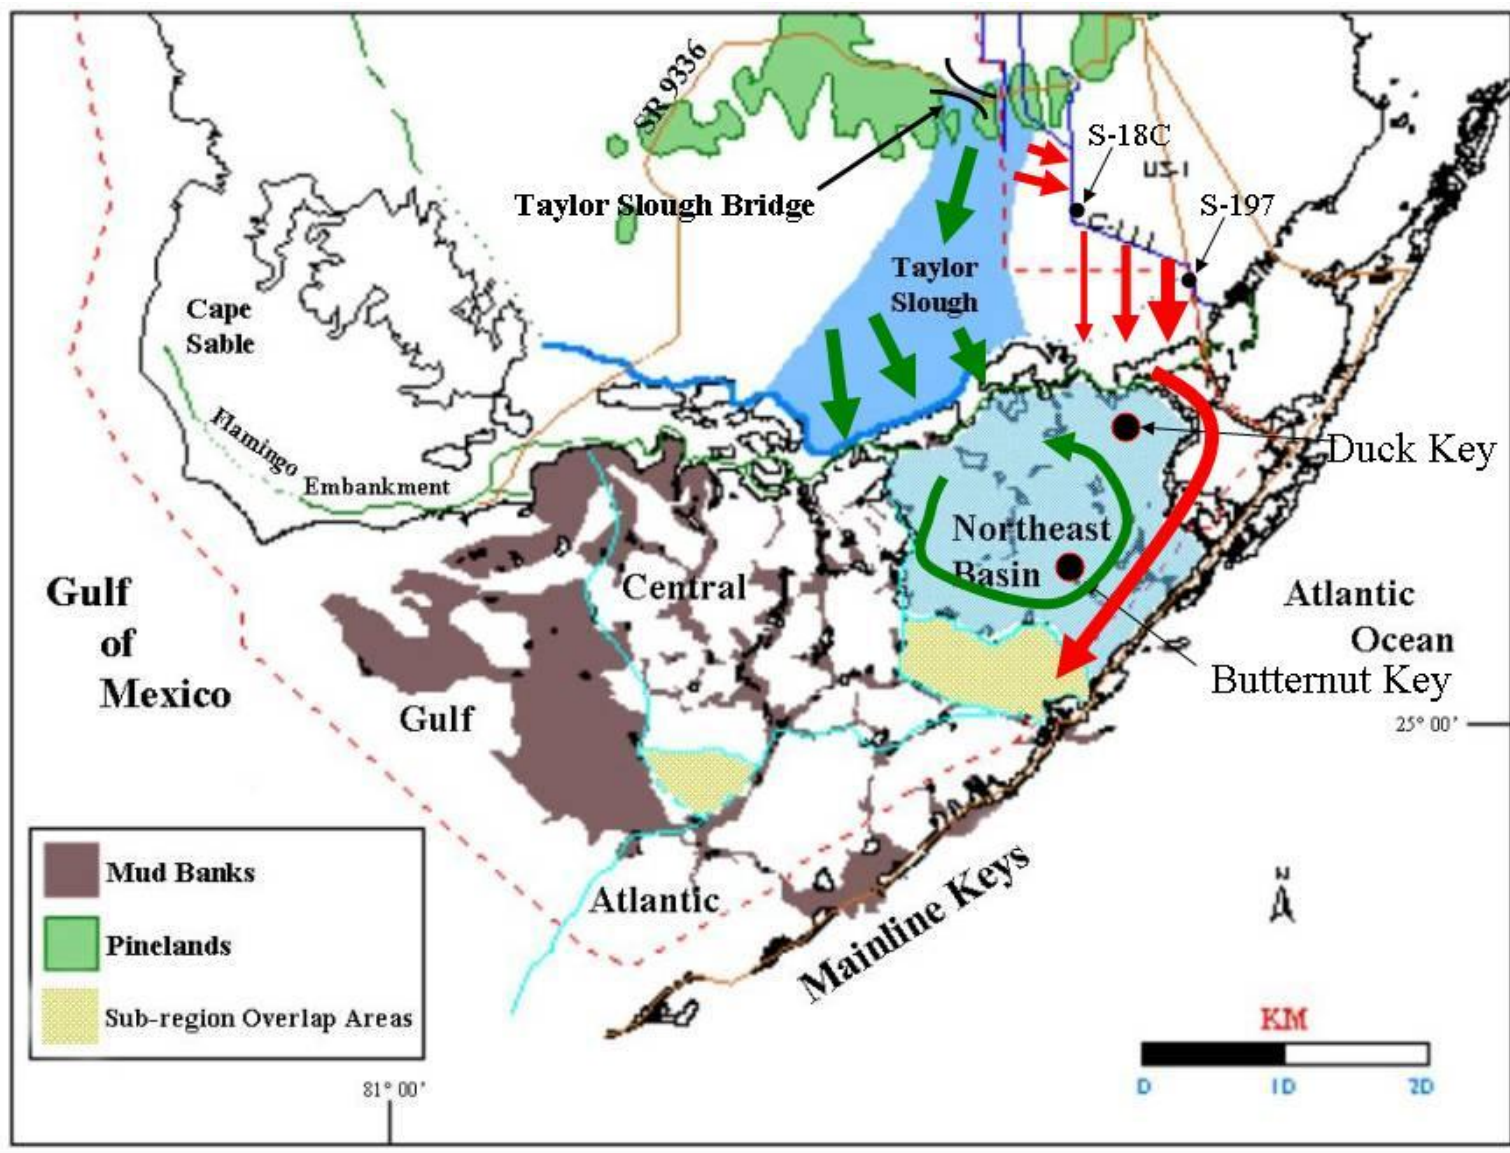 SR 9336
S-18C
US-1
Taylor Slough Bridge
S-197
C-111
Taylor
Slough
Cape
Sable
Flamingo
Embankment
Duck Key
Northeast
Basin
Central
Gulf
of
Mexico
Atlantic
Ocean
Butternut Key
Gulf
25° 00'
Mud Banks
Pinelands
Sub-region Overlap Areas
Atlantic
Mainline Keys
N
KM
0 10 20
81° 00'